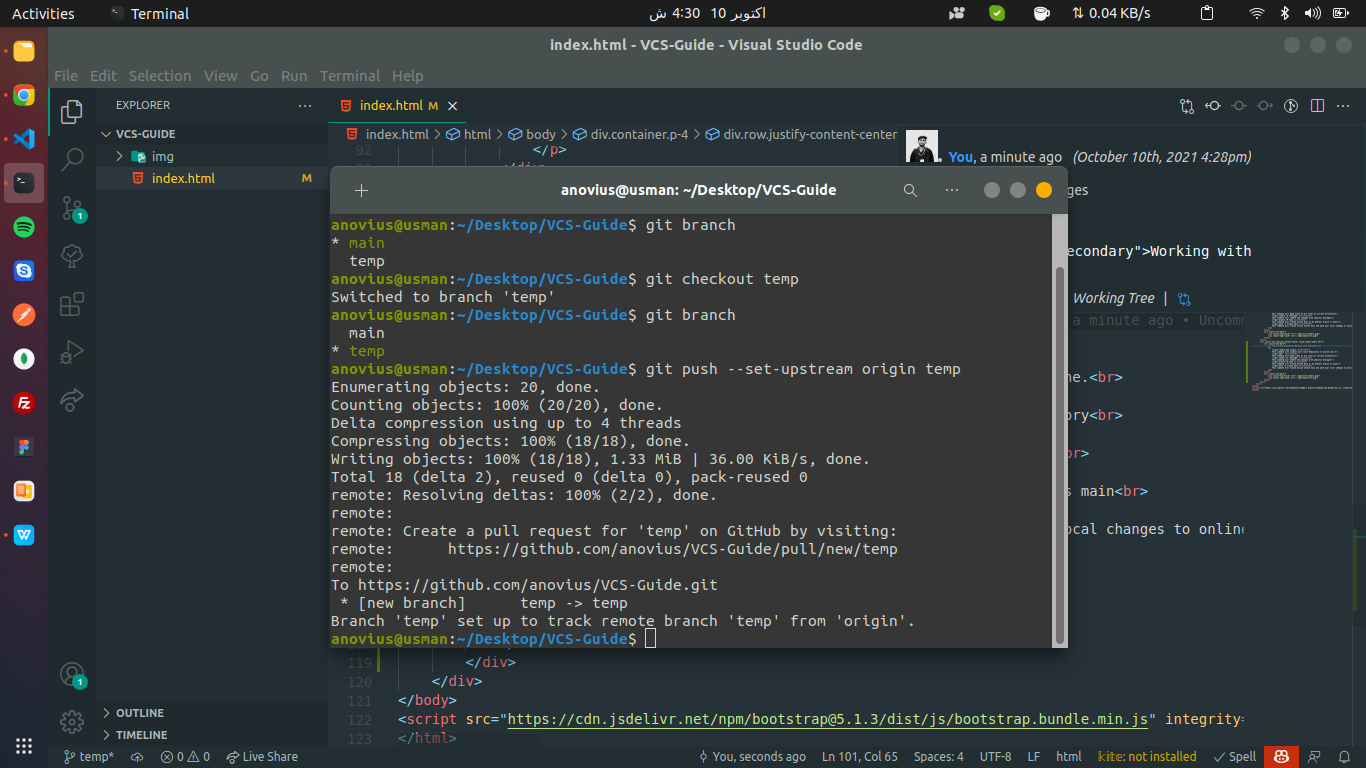 Activities
Terminal
اکتوبر 10  4:30 ش
0.04 KB/s
index.html - VCS-Guide - Visual Studio Code
File Edit Selection View Go Run Terminal Help
EXPLORER
index.html M
VCS-GUIDE
index.html > html > body > div.container.p-4 > div.row.justify-content-center
img
92 </p>
index.html M
You, a minute ago (October 10th, 2021 4:28pm)
anovius@usman: ~/Desktop/VCS-Guide
anovius@usman:~/Desktop/VCS-Guide$ git branch
* main
temp
anovius@usman:~/Desktop/VCS-Guide$ git checkout temp
Switched to branch 'temp'
anovius@usman:~/Desktop/VCS-Guide$ git branch
main
* temp
anovius@usman:~/Desktop/VCS-Guide$ git push --set-upstream origin temp
Enumerating objects: 20, done.
Counting objects: 100% (20/20), done.
Delta compression using up to 4 threads
Compressing objects: 100% (18/18), done.
Writing objects: 100% (18/18), 1.33 MiB | 36.00 KiB/s, done.
Total 18 (delta 2), reused 0 (delta 0), pack-reused 0
remote: Resolving deltas: 100% (2/2), done.
remote:
remote: Create a pull request for 'temp' on GitHub by visiting:
remote:      https://github.com/anovius/VCS-Guide/pull/new/temp
remote:
To https://github.com/anovius/VCS-Guide.git
* [new branch]      temp -> temp
Branch 'temp' set up to track remote branch 'temp' from 'origin'.
anovius@usman:~/Desktop/VCS-Guide$
ges
econdary">Working with
Working Tree |
a minute ago • Uncom
ne.<br>
ory<br>
br>
s main<br>
ocal changes to online
119 </div>
120 </div>
121 </body>
122 <script src="https://cdn.jsdelivr.net/npm/bootstrap@5.1.3/dist/js/bootstrap.bundle.min.js" integrity=
123 </html>
OUTLINE
TIMELINE
1
1
temp* 0 0 Live Share
You, seconds ago Ln 101, Col 65 Spaces: 4 UTF-8 LF html kite: not installed Spell